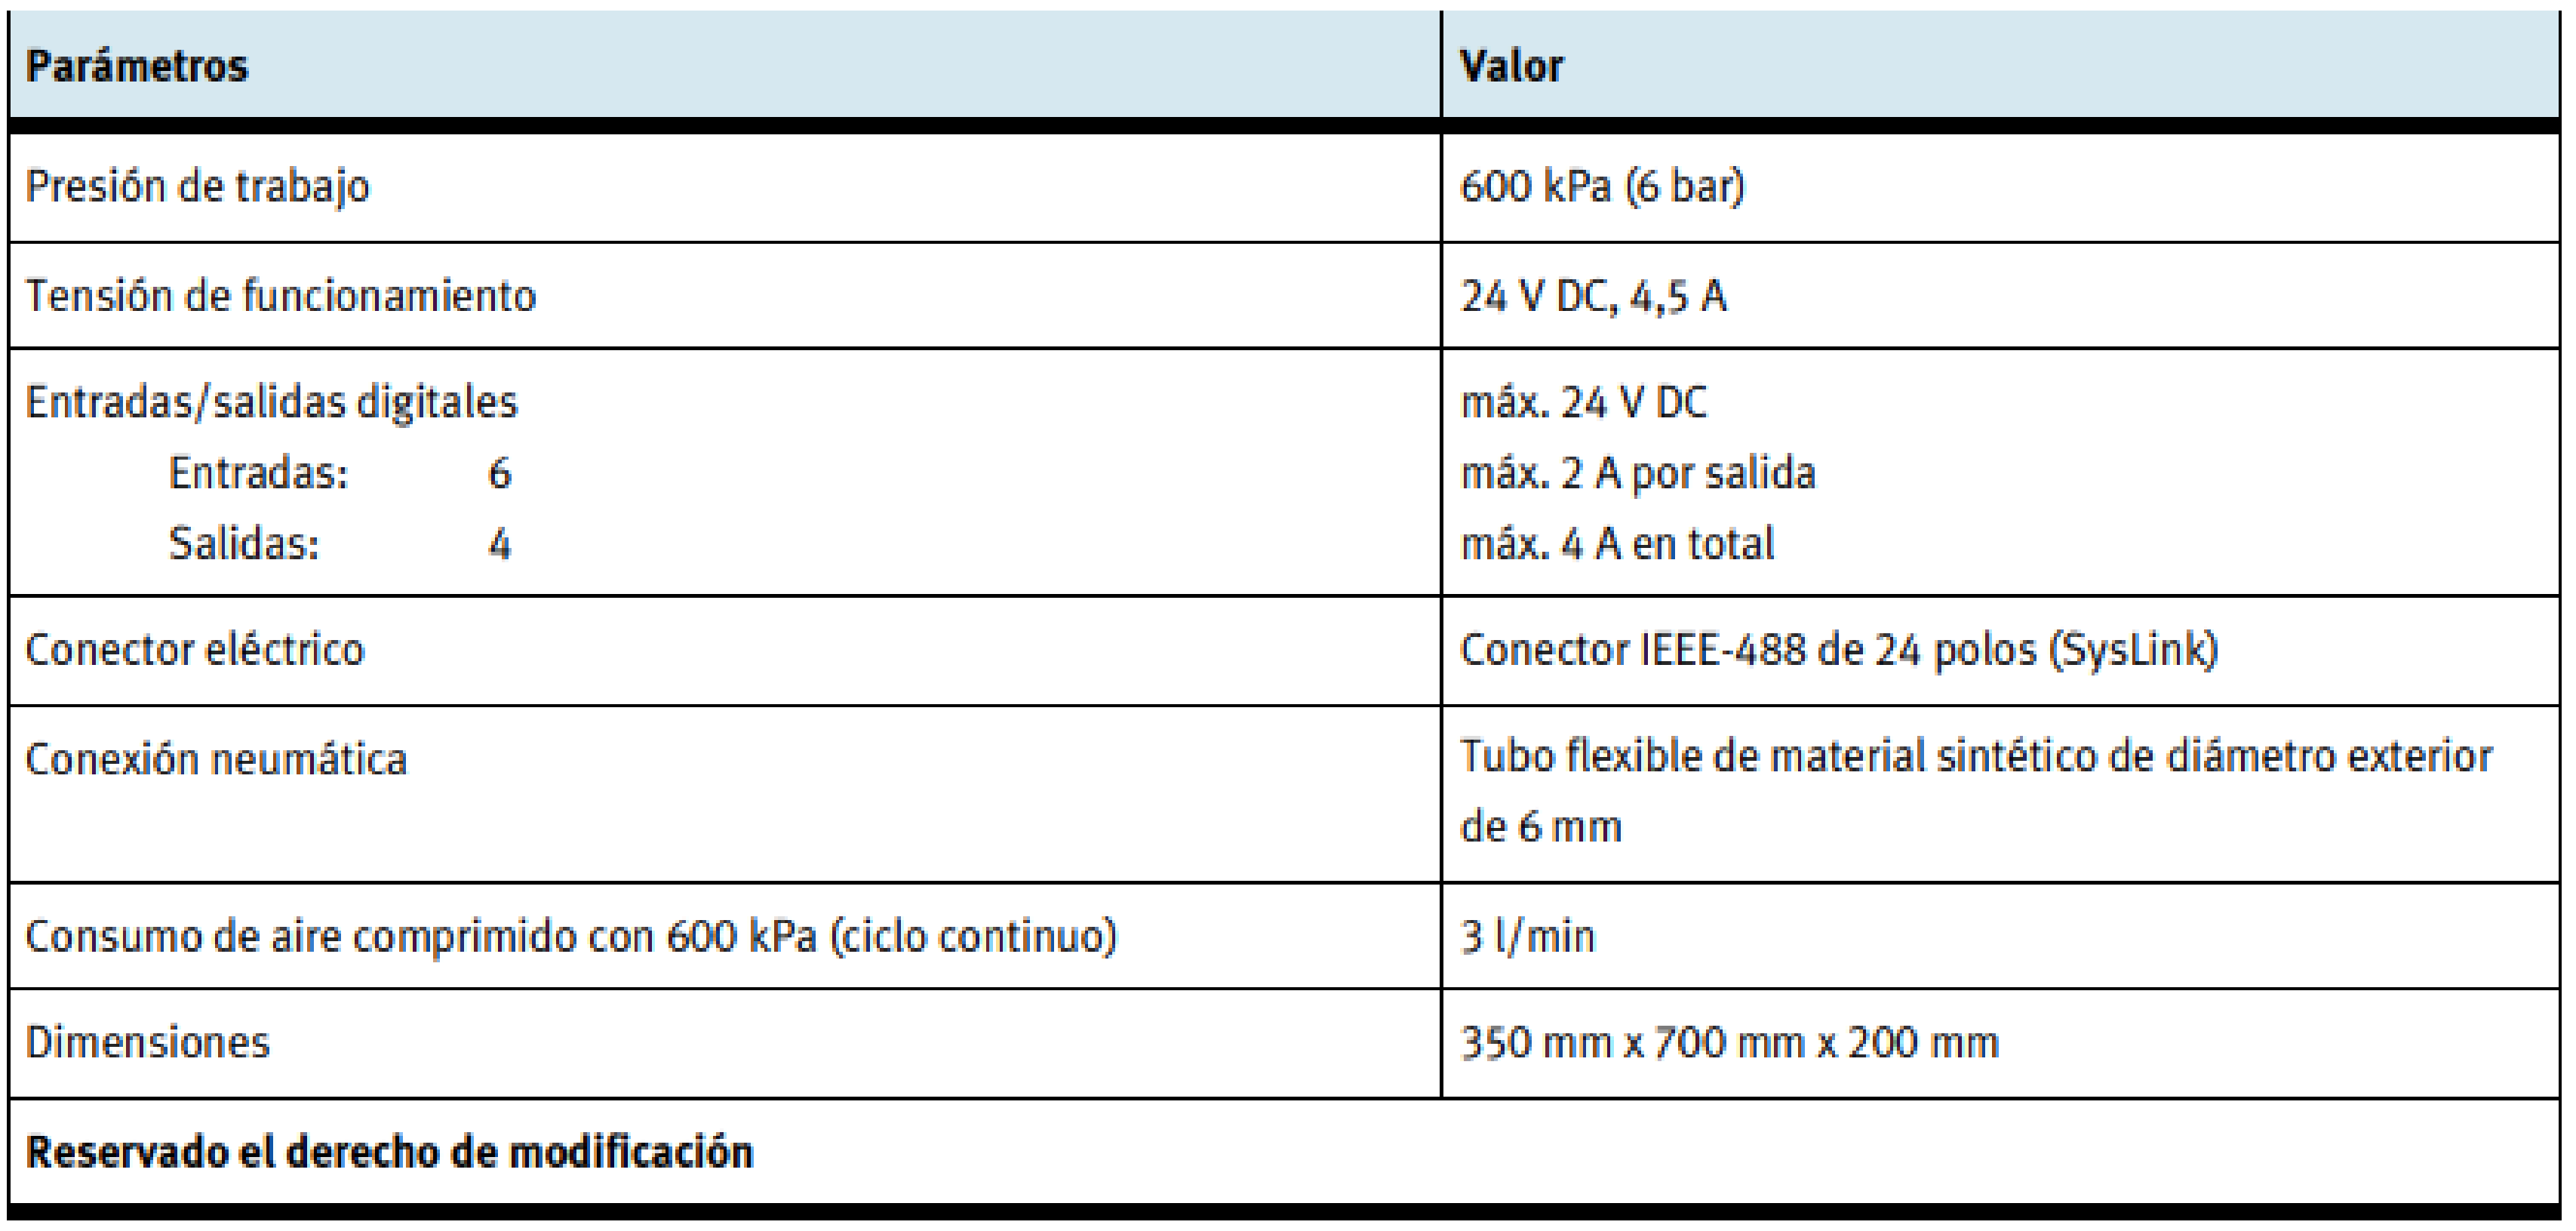 Parámetros Valor
Presión de trabajo 600 kPa (6 bar)
Tensión de funcionamiento 24 V DC, 4,5 A
Entradas/salidas digitales máx. 24 V DC
Entradas: 6 máx. 2 A por salida
Salidas: 4 máx. 4 A en total
Conector eléctrico Conector IEEE-488 de 24 polos (SysLink)
Conexión neumática Tubo flexible de material sintético de diámetro exterior
de 6 mm
Consumo de aire comprimido con 600 kPa (ciclo continuo) 3 l/min
Dimensiones 350 mm x 700 mm x 200 mm
Reservado el derecho de modificación